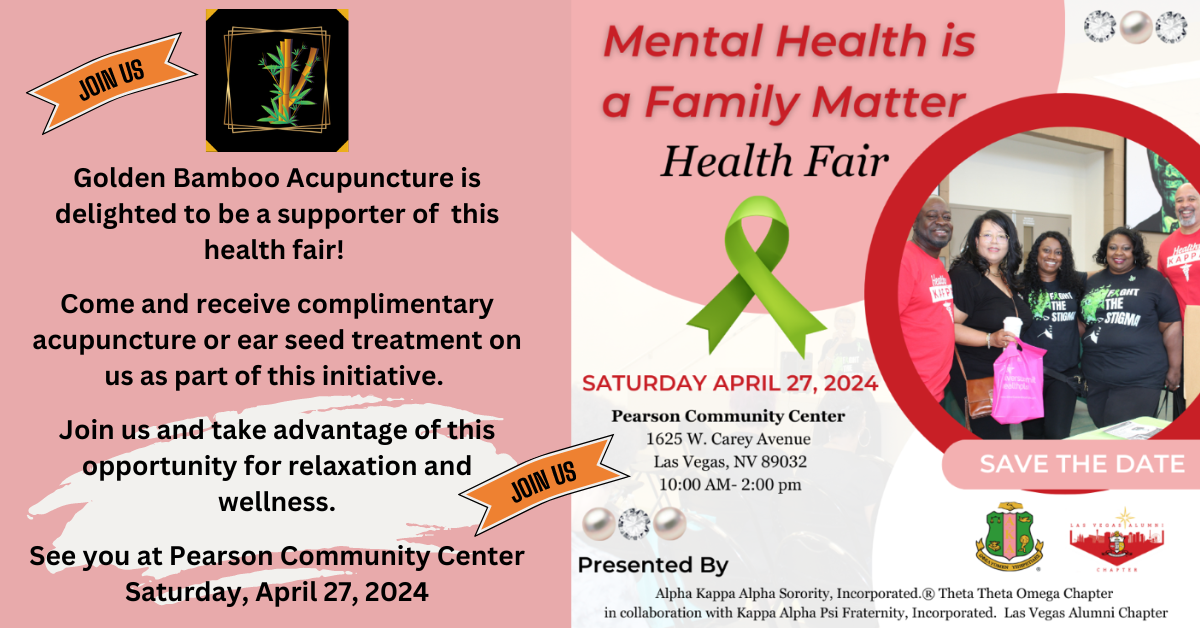 JOIN US
Golden Bamboo Acupuncture is
delighted to be a supporter of this
health fair!
Come and receive complimentary
acupuncture or ear seed treatment on
us as part of this initiative.
Join us and take advantage of this
opportunity for relaxation and
wellness.
JOIN US
See you at Pearson Community Center
Saturday, April 27, 2024
Mental Health is
a Family Matter
Health Fair
SATURDAY APRIL 27, 2024
Pearson Community Center
1625 W. Carey Avenue
Las Vegas, NV 89032
10:00 AM- 2:00 pm
FIGHT
THE
STIGMA
FIGHT
THE
STIGMA
SAVE THE DATE
LAS VEGAS ALUMNI
CHAPTER
Presented By
Alpha Kappa Alpha Sorority, Incorporated.® Theta Theta Omega Chapter
in collaboration with Kappa Alpha Psi Fraternity, Incorporated. Las Vegas Alumni Chapter